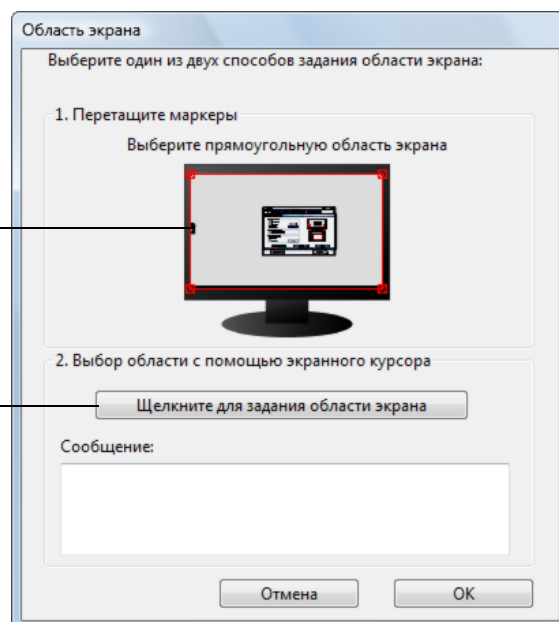 Область экрана
Выберите один из двух способов задания области экрана:
1. Перетащите маркеры
Выберите прямоугольную область экрана
2. Выбор области с помощью экранного курсора
Щелкните для задания области экрана
Сообщение:
Отмена
ОК